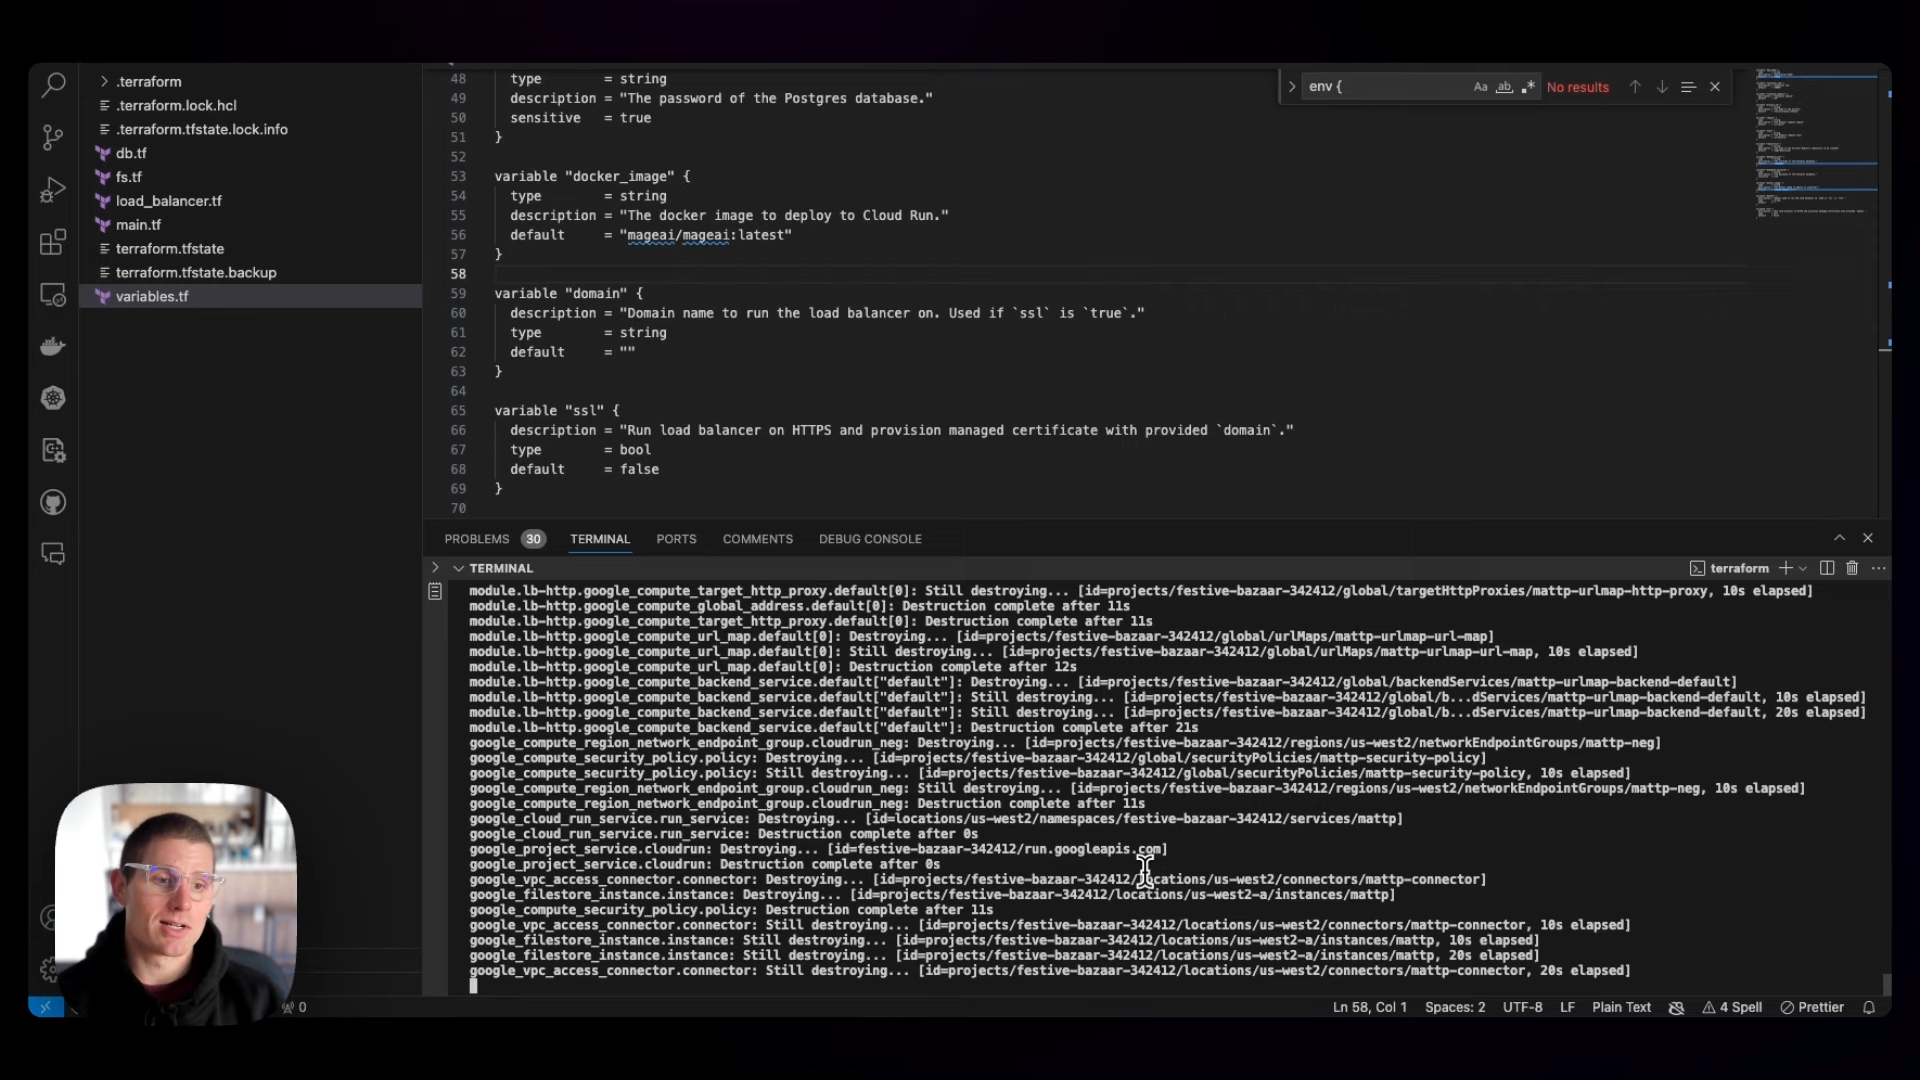 .terraform
.terraform.lock.hcl
.terraform.tfstate.lock.info
db.tf
fs.tf
load_balancer.tf
main.tf
terraform.tfstate
terraform.tfstate.backup
variables.tf
48 type = string
49 description = "The password of the Postgres database."
50 sensitive = true
51 }
52
53 variable "docker_image" {
54 type = string
55 description = "The docker image to deploy to Cloud Run."
56 default = "mageai/mageai:latest"
57 }
58
59 variable "domain" {
60 description = "Domain name to run the load balancer on. Used if `ssl` is `true`."
61 type = string
62 default = ""
63 }
64
65 variable "ssl" {
66 description = "Run load balancer on HTTPS and provision managed certificate with provided `domain`."
67 type = bool
68 default = false
69 }
70
env { Aa ab .* No results
PROBLEMS 30 TERMINAL PORTS COMMENTS DEBUG CONSOLE
TERMINAL terraform
module.lb-http.google_compute_target_http_proxy.default[0]: Still destroying... [id=projects/festive-bazaar-342412/global/targetHttpProxies/mattp-urlmap-http-proxy, 10s elapsed]
module.lb-http.google_compute_global_address.default[0]: Destruction complete after 11s
module.lb-http.google_compute_target_http_proxy.default[0]: Destruction complete after 11s
module.lb-http.google_compute_url_map.default[0]: Destroying... [id=projects/festive-bazaar-342412/global/urlMaps/mattp-urlmap-url-map]
module.lb-http.google_compute_url_map.default[0]: Still destroying... [id=projects/festive-bazaar-342412/global/urlMaps/mattp-urlmap-url-map, 10s elapsed]
module.lb-http.google_compute_url_map.default[0]: Destruction complete after 12s
module.lb-http.google_compute_backend_service.default["default"]: Destroying... [id=projects/festive-bazaar-342412/global/backendServices/mattp-urlmap-backend-default]
module.lb-http.google_compute_backend_service.default["default"]: Still destroying... [id=projects/festive-bazaar-342412/global/b...dServices/mattp-urlmap-backend-default, 10s elapsed]
module.lb-http.google_compute_backend_service.default["default"]: Still destroying... [id=projects/festive-bazaar-342412/global/b...dServices/mattp-urlmap-backend-default, 20s elapsed]
module.lb-http.google_compute_backend_service.default["default"]: Destruction complete after 21s
google_compute_region_network_endpoint_group.cloudrun_neg: Destroying... [id=projects/festive-bazaar-342412/regions/us-west2/networkEndpointGroups/mattp-neg]
google_compute_security_policy.policy: Destroying... [id=projects/festive-bazaar-342412/global/securityPolicies/mattp-security-policy]
google_compute_security_policy.policy: Still destroying... [id=projects/festive-bazaar-342412/global/securityPolicies/mattp-security-policy, 10s elapsed]
google_compute_region_network_endpoint_group.cloudrun_neg: Still destroying... [id=projects/festive-bazaar-342412/regions/us-west2/networkEndpointGroups/mattp-neg, 10s elapsed]
google_compute_region_network_endpoint_group.cloudrun_neg: Destruction complete after 11s
google_cloud_run_service.run_service: Destroying... [id=locations/us-west2/namespaces/festive-bazaar-342412/services/mattp]
google_cloud_run_service.run_service: Destruction complete after 0s
google_project_service.cloudrun: Destroying... [id=festive-bazaar-342412/run.googleapis.com]
google_project_service.cloudrun: Destruction complete after 0s
google_vpc_access_connector.connector: Destroying... [id=projects/festive-bazaar-342412/locations/us-west2/connectors/mattp-connector]
google_filestore_instance.instance: Destroying... [id=projects/festive-bazaar-342412/locations/us-west2-a/instances/mattp]
google_compute_security_policy.policy: Destruction complete after 11s
google_vpc_access_connector.connector: Still destroying... [id=projects/festive-bazaar-342412/locations/us-west2/connectors/mattp-connector, 10s elapsed]
google_filestore_instance.instance: Still destroying... [id=projects/festive-bazaar-342412/locations/us-west2-a/instances/mattp, 10s elapsed]
google_filestore_instance.instance: Still destroying... [id=projects/festive-bazaar-342412/locations/us-west2-a/instances/mattp, 20s elapsed]
google_vpc_access_connector.connector: Still destroying... [id=projects/festive-bazaar-342412/locations/us-west2/connectors/mattp-connector, 20s elapsed]
0 Ln 58, Col 1 Spaces: 2 UTF-8 LF Plain Text 4 Spell Prettier